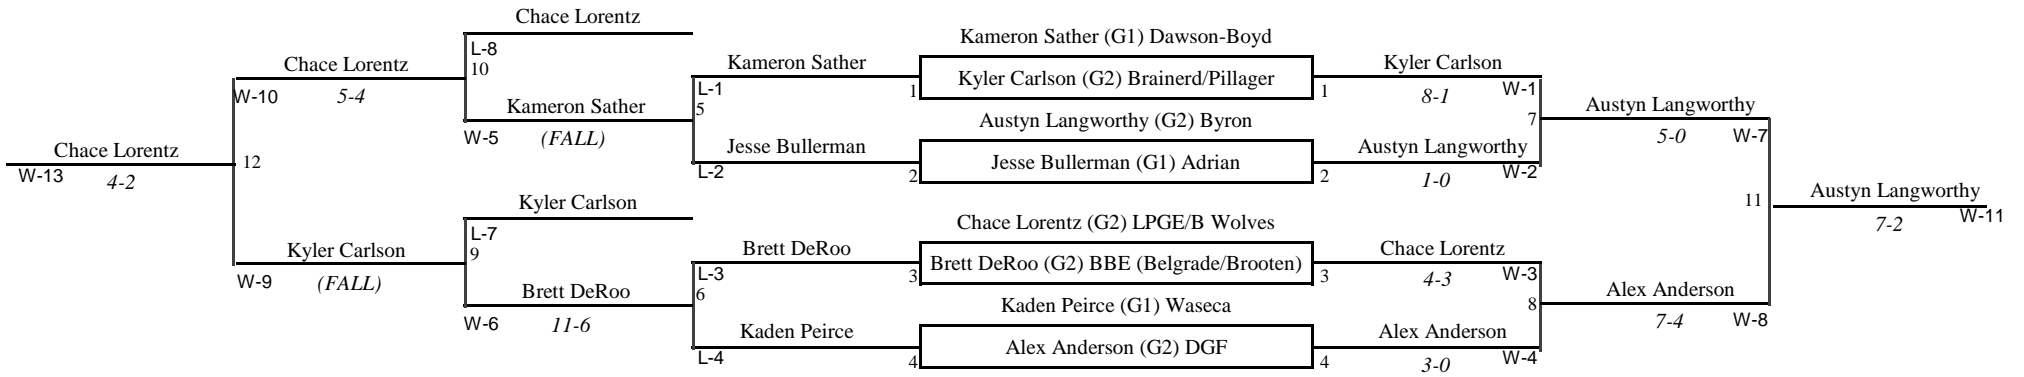 Chace Lorentz
L-8
10
Kameron Sather (G1) Dawson-Boyd
Chace Lorentz
Kameron Sather
Kyler Carlson (G2) Brainerd/Pillager
Kyler Carlson
W-10
5-4
L-1
1
1
8-1
W-1
Kameron Sather
5
7
Austyn Langworthy
W-5
(FALL)
Austyn Langworthy (G2) Byron
5-0
W-7
Chace Lorentz
12
Jesse Bullerman
Jesse Bullerman (G1) Adrian
Austyn Langworthy
W-13
4-2
L-2
2
2
1-0
W-2
Kyler Carlson
11
Austyn Langworthy
7-2
W-11
L-7
9
Chace Lorentz (G2) LPGE/B Wolves
Kyler Carlson
Brett DeRoo
Brett DeRoo (G2) BBE (Belgrade/Brooten)
Chace Lorentz
W-9
(FALL)
L-3
3
3
4-3
W-3
Brett DeRoo
6
8
Alex Anderson
W-6
11-6
Kaden Peirce (G1) Waseca
7-4
W-8
Kaden Peirce
Alex Anderson (G2) DGF
Alex Anderson
L-4
4
4
3-0
W-4